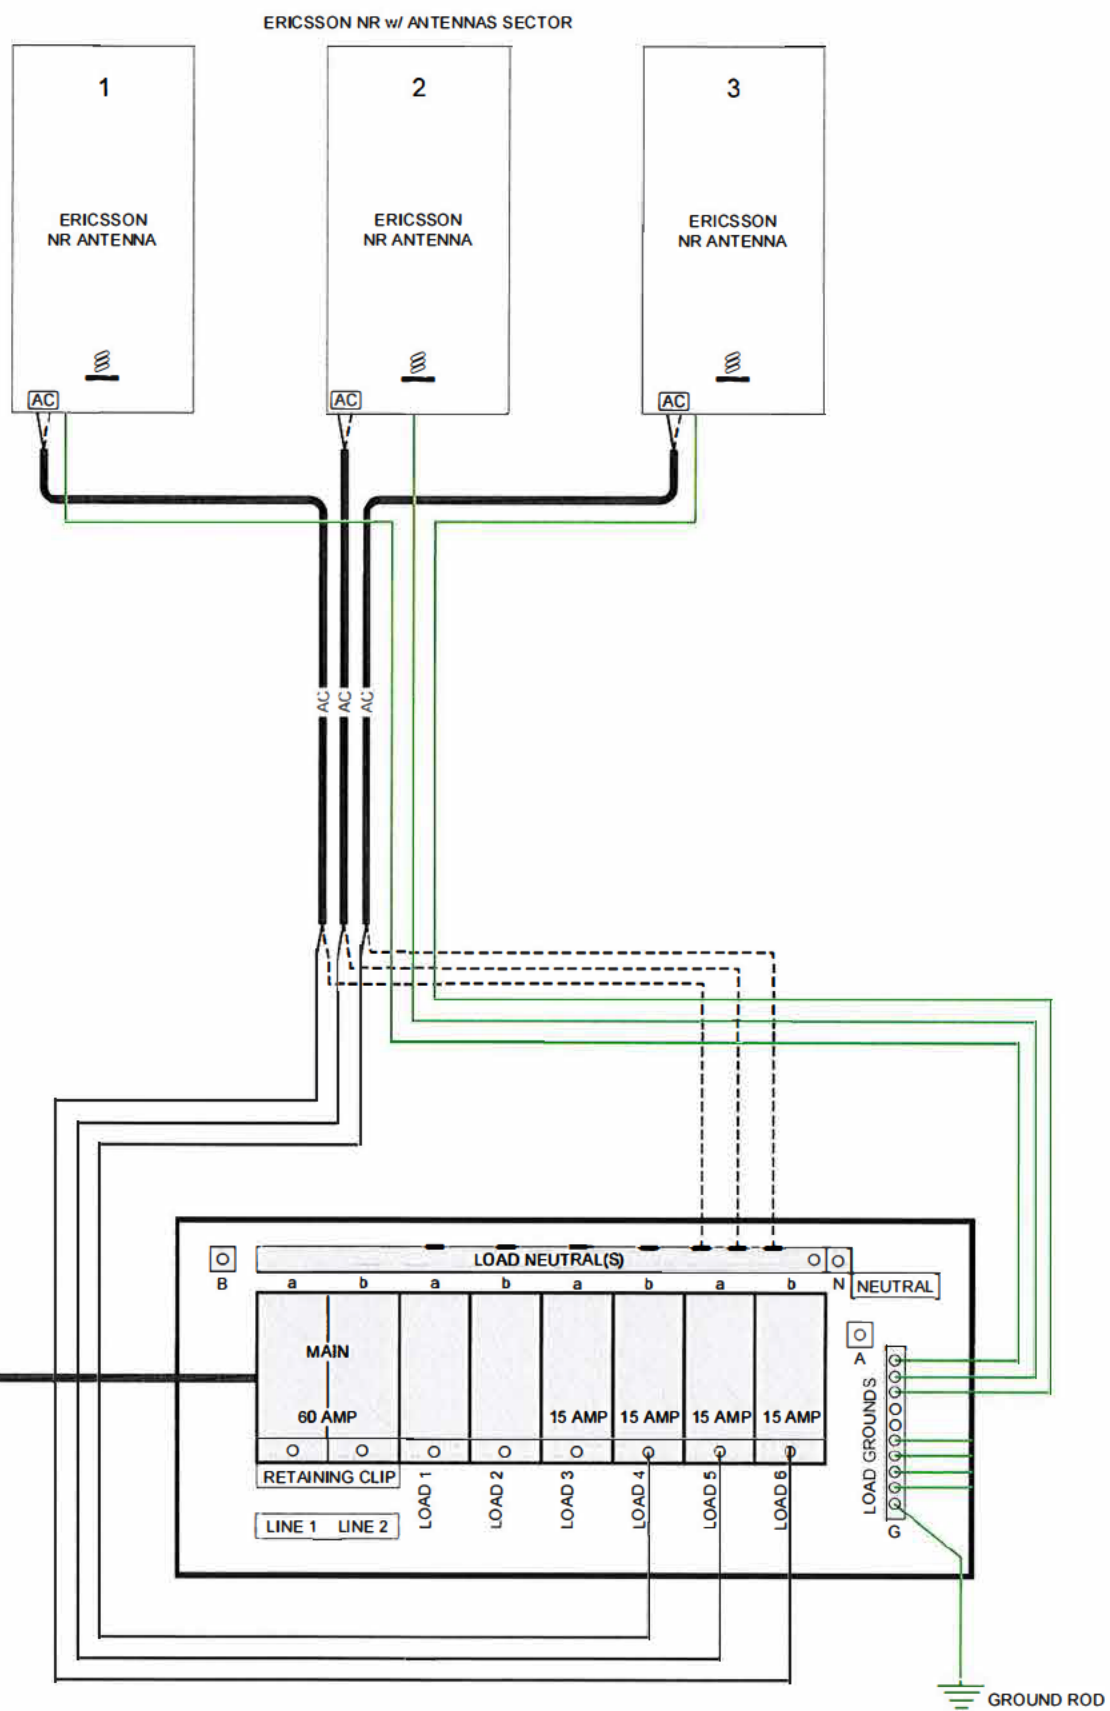 ERICSSON NR w/ ANTENNAS SECTOR
1
2
3
ERICSSON
NR ANTENNA
ERICSSON
NR ANTENNA
ERICSSON
NR ANTENNA
AC
AC
AC
AC
AC
AC
B
LOAD NEUTRAL(S)
N
NEUTRAL
a
b
a
b
a
b
a
b
A
MAIN
60 AMP
15 AMP
15 AMP
15 AMP
15 AMP
LOAD GROUNDS
G
RETAINING CLIP
LINE 1
LINE 2
LOAD 1
LOAD 2
LOAD 3
LOAD 4
LOAD 5
LOAD 6
GROUND ROD